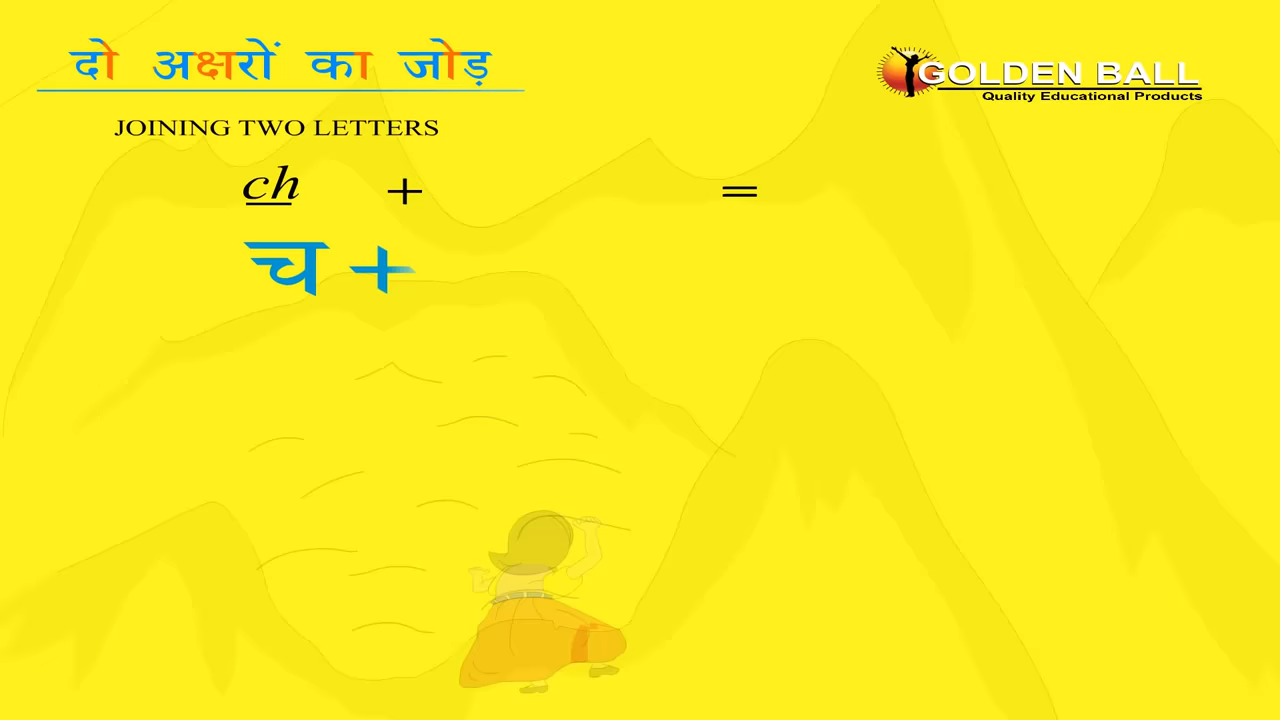 दो अक्षरों का जोड़
GOLDEN BALL
Quality Educational Products
JOINING TWO LETTERS
ch + =
च +